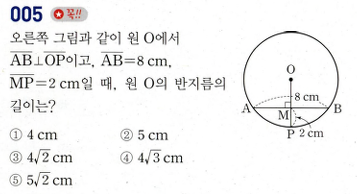 005 꼭!!
오른쪽 그림과 같이 원 O에서
AB⊥OP이고, AB=8 cm,
MP=2 cm일 때, 원 O의 반지름의
길이는?
① 4 cm ② 5 cm
③ 4√2 cm ④ 4√3 cm
⑤ 5√2 cm
O
8 cm
A M B
P 2 cm